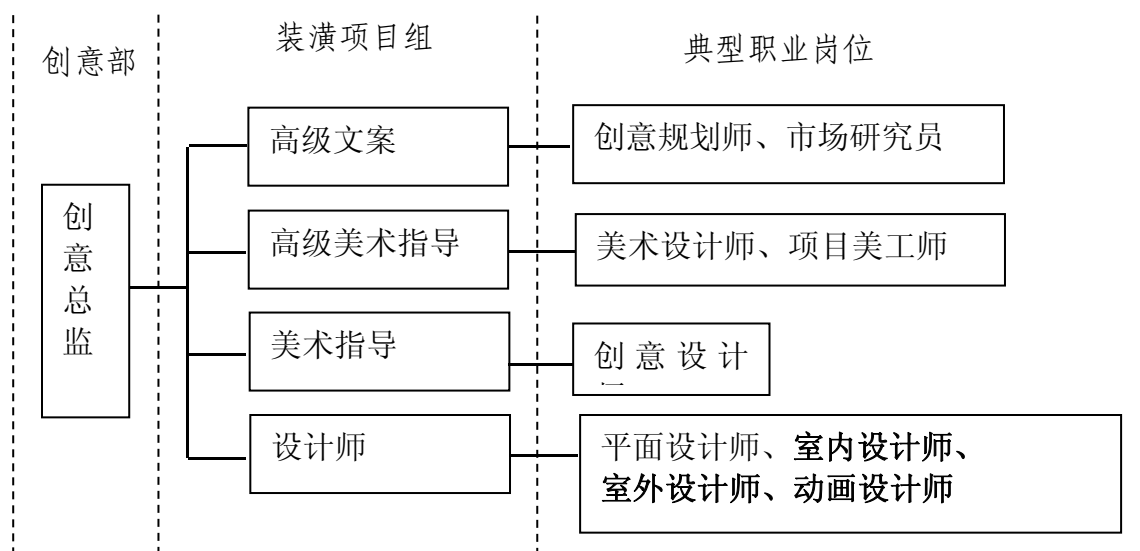 创意部
装潢项目组
典型职业岗位
创意总监
高级文案
创意规划师、市场研究员
高级美术指导
美术设计师、项目美工师
美术指导
创意设计
设计师
平面设计师、室内设计师、
室外设计师、动画设计师